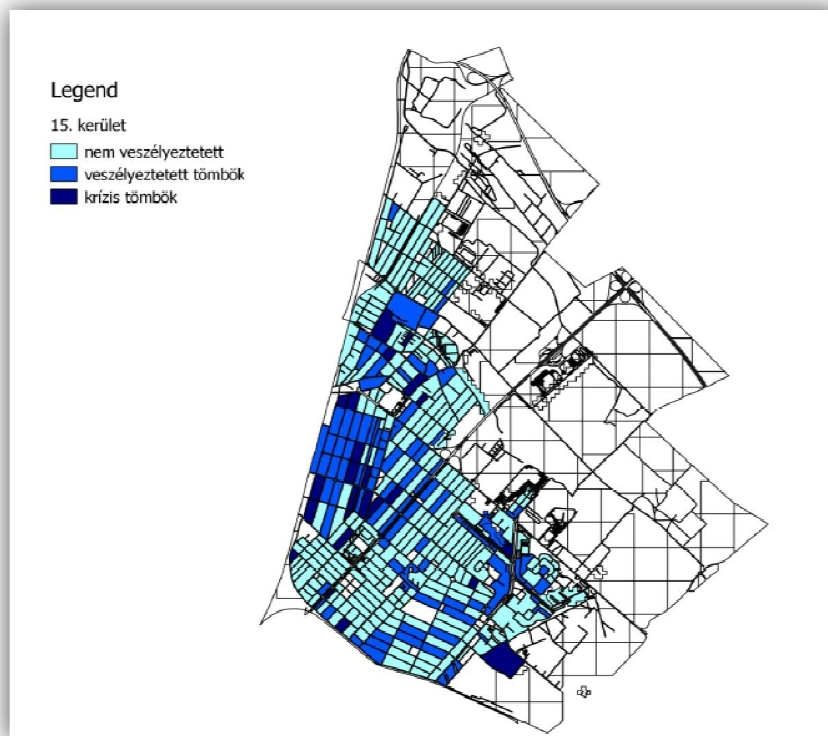 Legend
15. kerület
nem veszélyeztetett
veszélyeztetett tömbök
krízis tömbök